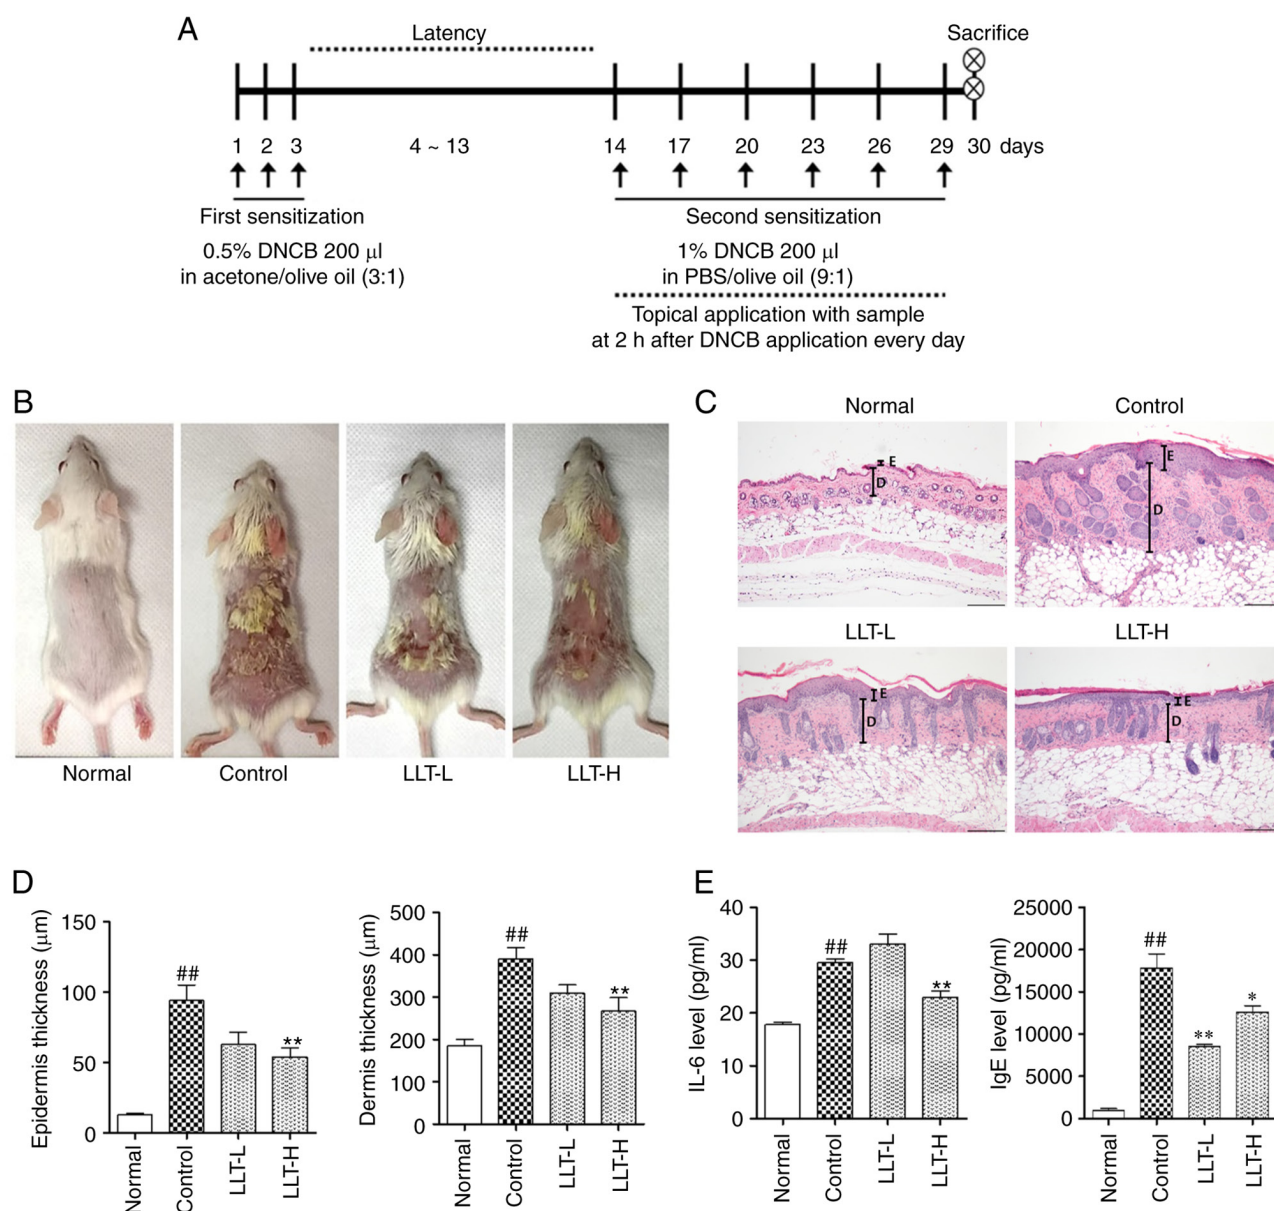 A
Latency
Sacrifice
1 2 3 4 ~ 13 14 17 20 23 26 29 30 days
First sensitization
Second sensitization
0.5% DNCB 200 μl
in acetone/olive oil (3:1)
1% DNCB 200 μl
in PBS/olive oil (9:1)
Topical application with sample
at 2 h after DNCB application every day
B
Normal
Control
LLT-L
LLT-H
C
Normal
Control
E
D
E
D
LLT-L
LLT-H
E
D
E
D
D
Epidermis thickness (μm)
150
100
50
0
##
**
Normal
Control
LLT-L
LLT-H
Dermis thickness (μm)
500
400
300
200
100
0
##
**
Normal
Control
LLT-L
LLT-H
E
IL-6 level (pg/ml)
40
30
20
10
0
##
**
Normal
Control
LLT-L
LLT-H
IgE level (pg/ml)
25000
20000
15000
10000
5000
0
##
**
*
Normal
Control
LLT-L
LLT-H